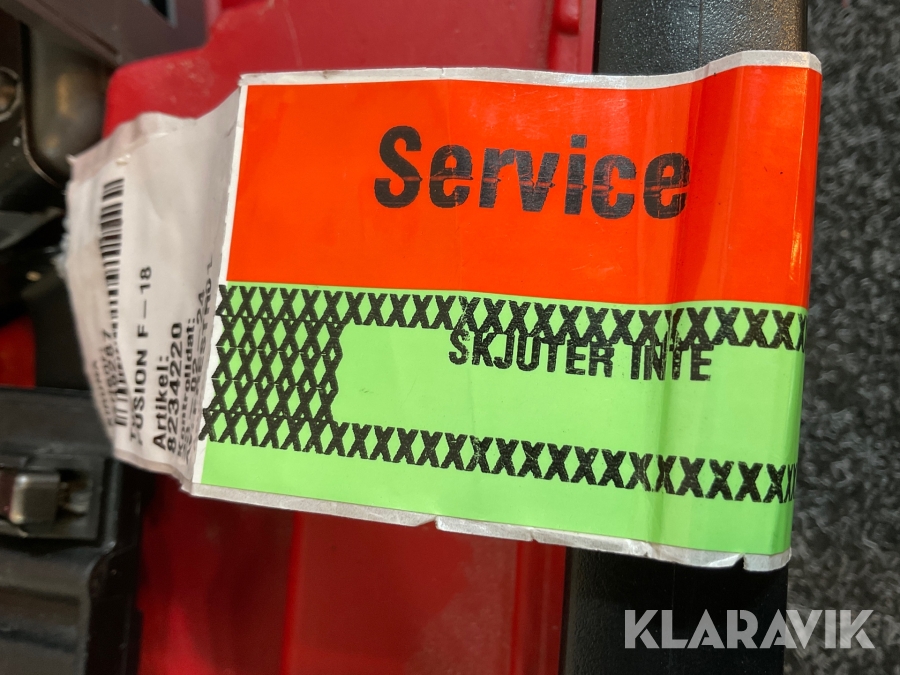 Service
SKJUTER INTE
FUSION F-18
Artikel:
8234220
KLARAVIK